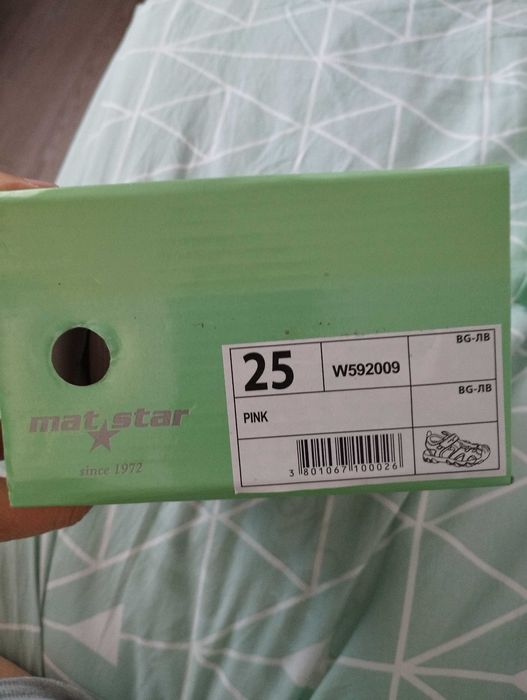 mat star
since 1972
25
W592009
BG-ЛВ
PINK
BG-ЛВ
3 801067 100026